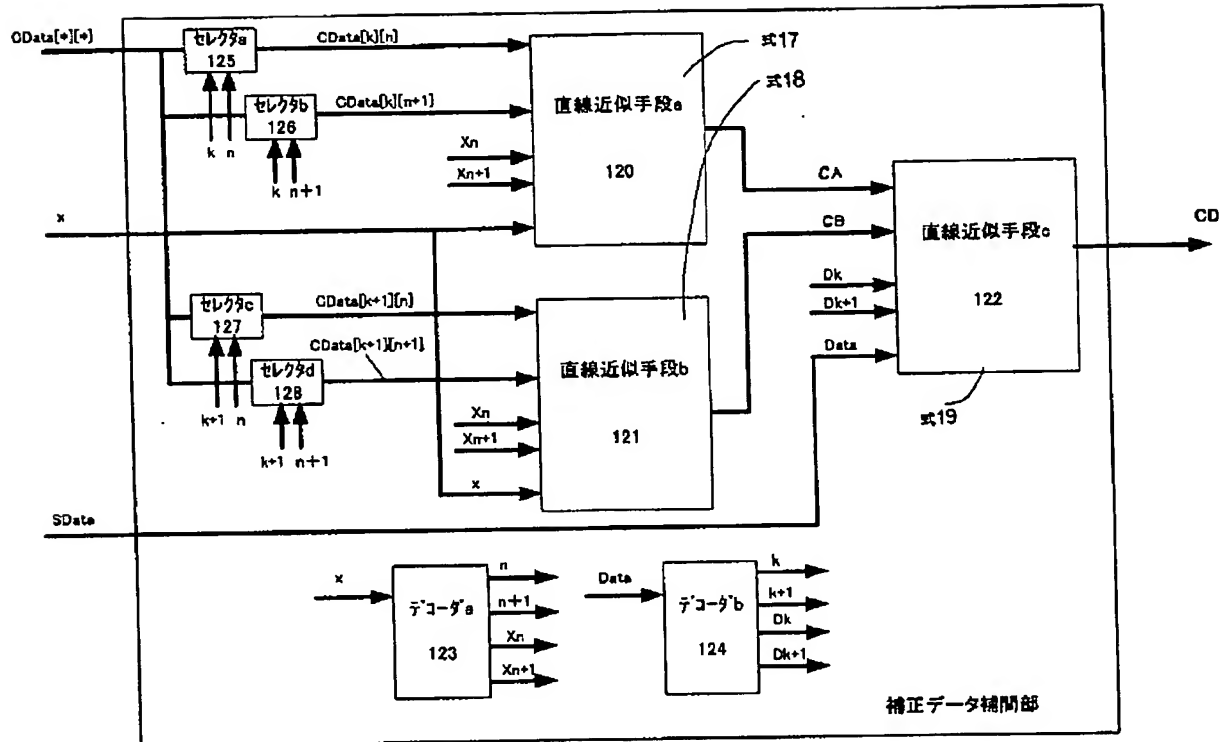 CData[*][*]
セレクタa
125
k n
CData[k][n]
セレクタb
126
k n+1
CData[k][n+1]
Xn
Xn+1
x
直線近似手段a
120
式17
式18
セレクタc
127
k+1 n
CData[k+1][n]
セレクタd
128
k+1 n+1
CData[k+1][n+1]
Xn
Xn+1
x
直線近似手段b
121
CA
CB
Dk
Dk+1
Data
直線近似手段c
122
CD
式19
SData
x
デコーダa
123
n
n+1
Xn
Xn+1
Data
デコーダb
124
k
k+1
Dk
Dk+1
補正データ補間部